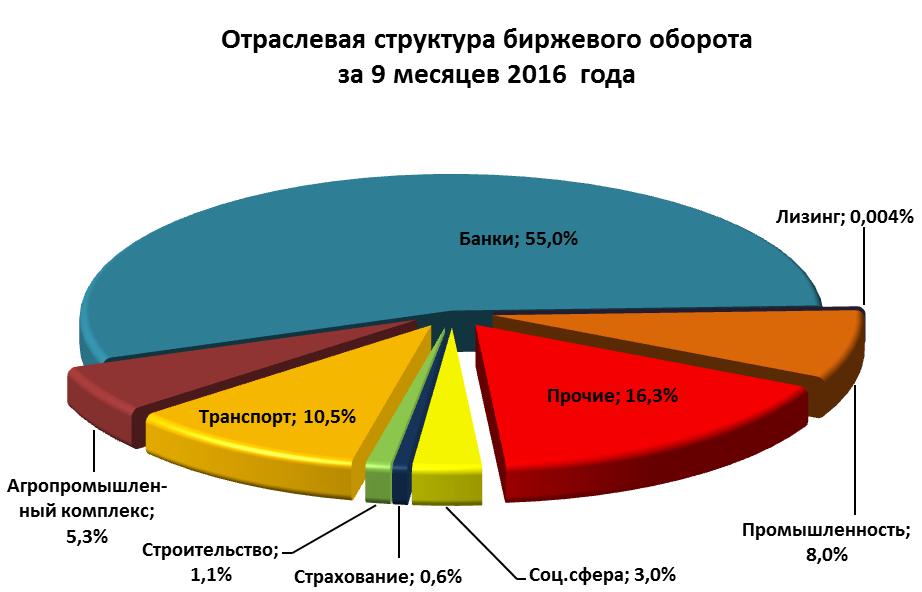 Отраслевая структура биржевого оборота
за 9 месяцев 2016 года
Лизинг; 0,004%
Банки; 55,0%
Прочие; 16,3%
Транспорт; 10,5%
Агропромышлен-
ный комплекс;
5,3%
Промышленность;
8,0%
Строительство;
1,1%
Страхование; 0,6%
Соц.сфера; 3,0%